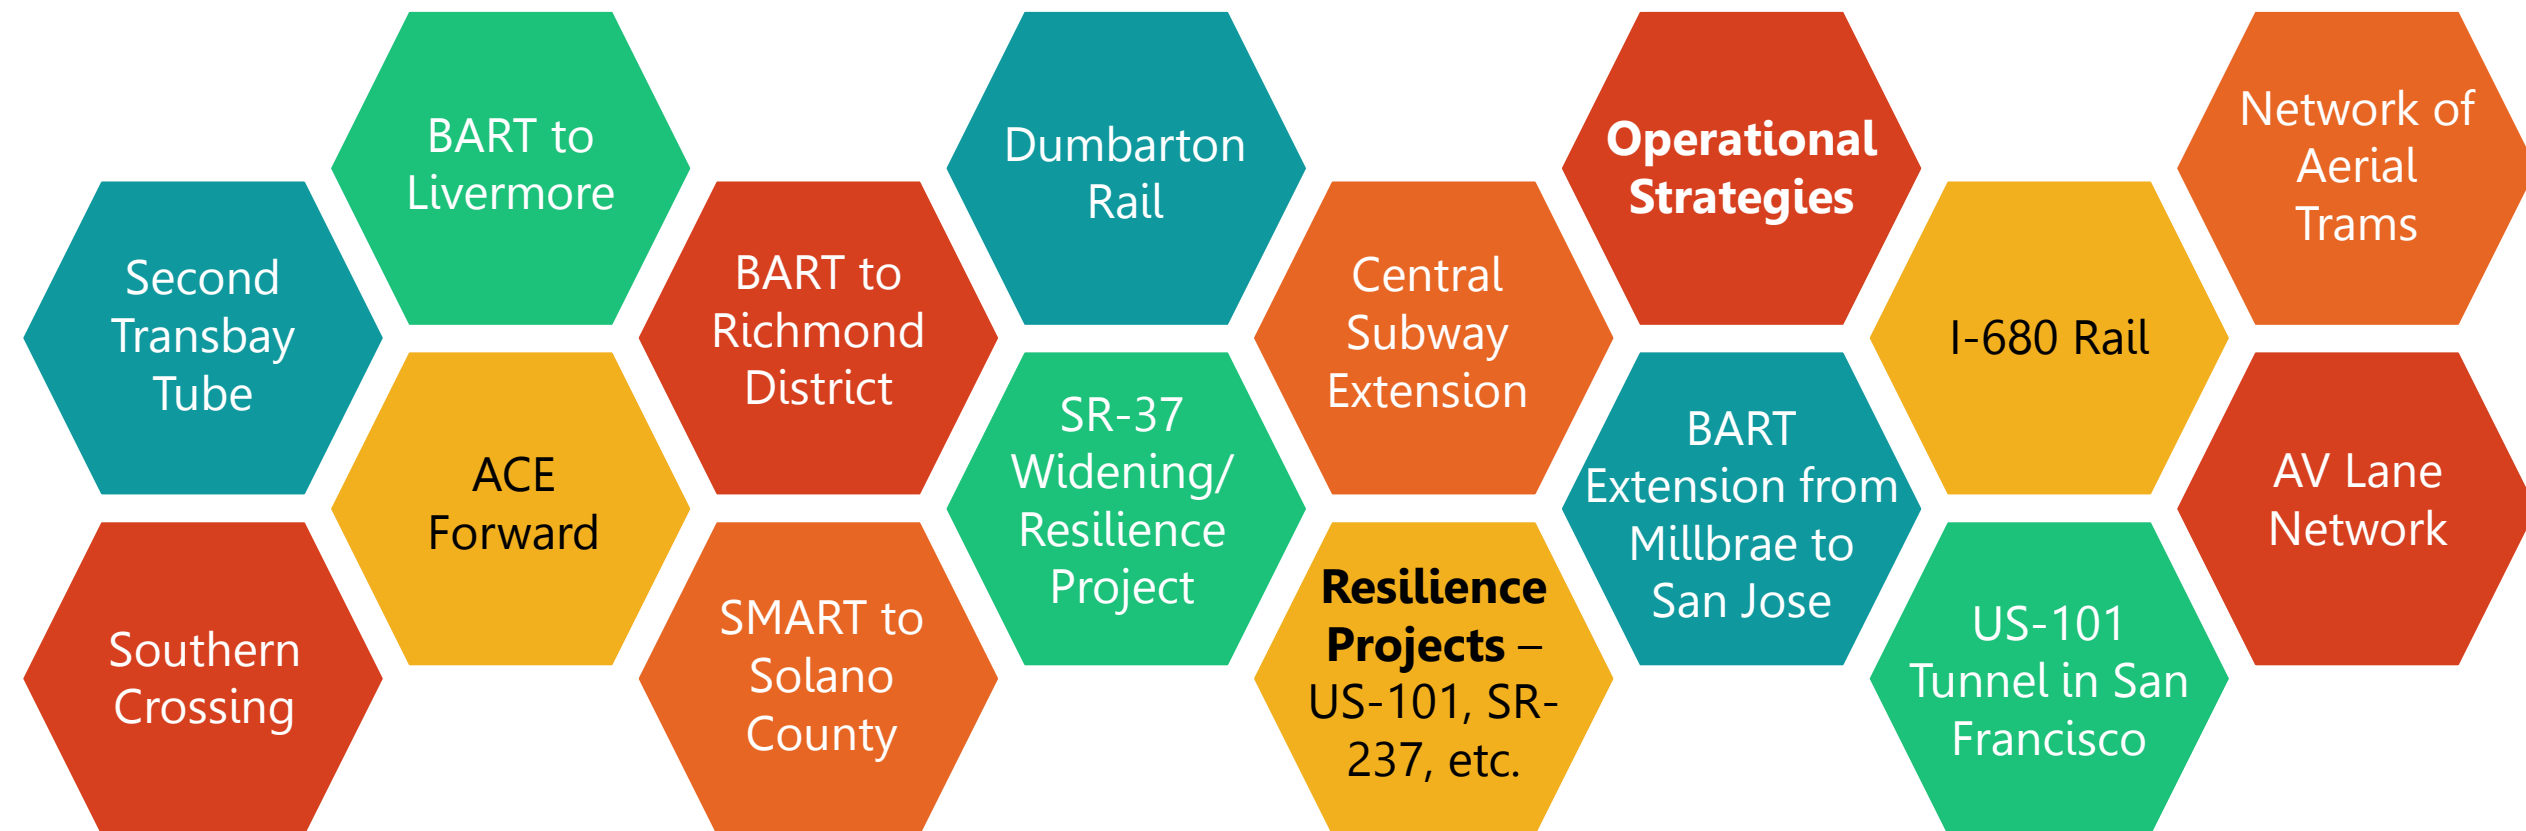 Second
Transbay
Tube
Southern
Crossing
BART to
Livermore
ACE
Forward
BART to
Richmond
District
SMART to
Solano
County
Dumbarton
Rail
SR-37
Widening/
Resilience
Project
Central
Subway
Extension
Resilience
Projects –
US-101, SR-
237, etc.
Operational
Strategies
BART
Extension from
Millbrae to
San Jose
I-680 Rail
US-101
Tunnel in San
Francisco
Network of
Aerial
Trams
AV Lane
Network